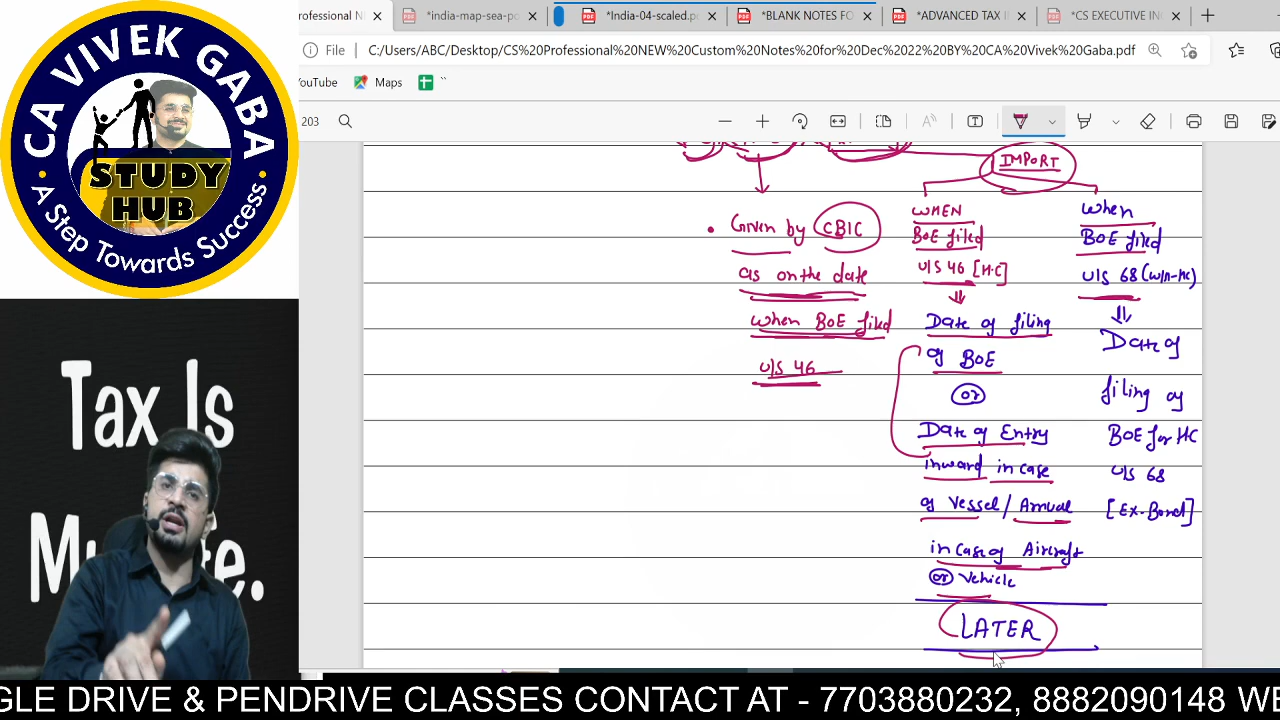 CA VIVEK GABA
STUDY
HUB
A Step Towards Success
Tax Is
rofessional NE
*india-map-sea-po
*India-04-scaled.p
*BLANK NOTES FO
*ADVANCED TAX L
*CS EXECUTIVE IN
File
C:/Users/ABC/Desktop/CS%20Professional%20NEW%20Custom%20Notes%20for%20Dec%2022%20BY%20CA%20Vivek%20Gaba.pdf
ouTube
Maps
203
IMPORT
• Given by CBIC
as on the date
when BOE filed
U/S 46
WHEN
BOE filed
U/S 46 [H.C]
Date of filing
of BOE
or
Date of Entry
inward in case
of Vessel / Arrival
in case of Aircraft
or Vehicle
LATER
When
BOE filed
U/S 68 (W/H-HC)
Date of
filing of
BOE for HC
U/S 68
[Ex-Bond]
GLE DRIVE & PENDRIVE CLASSES CONTACT AT - 7703880232, 8882090148 WE